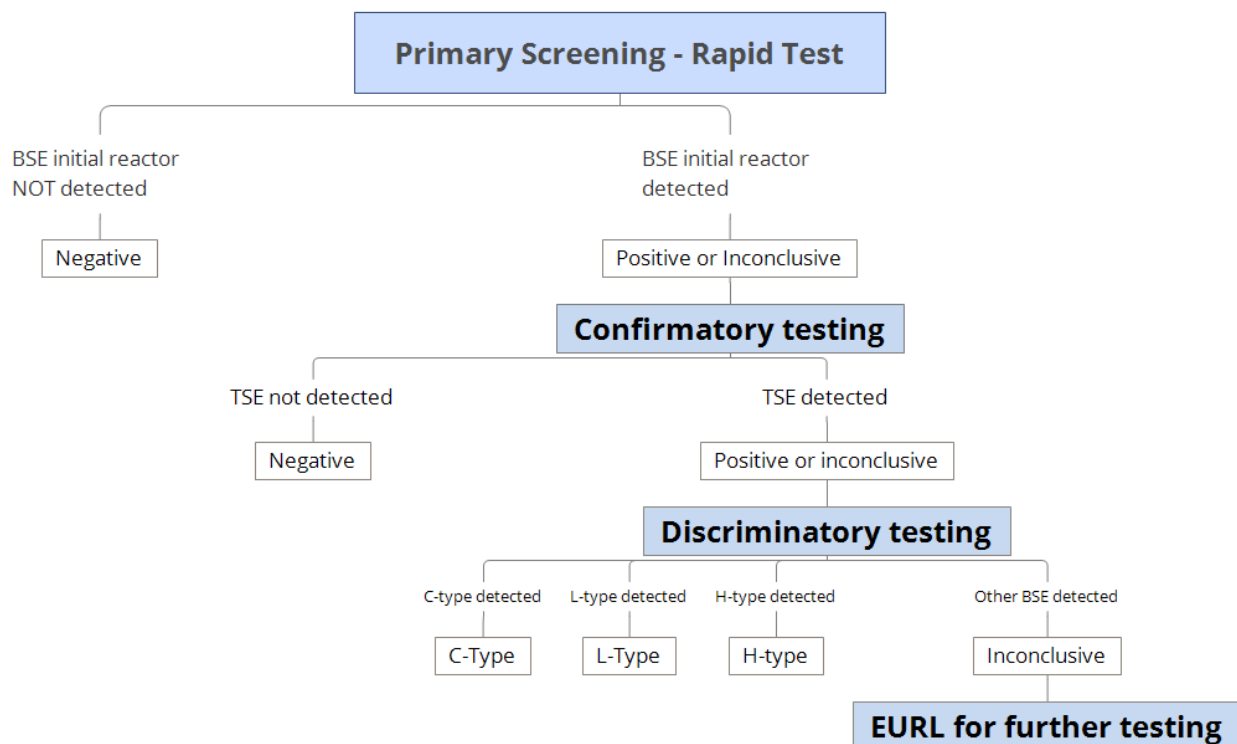 Primary Screening - Rapid Test
BSE initial reactor
NOT detected
BSE initial reactor
detected
Negative
Positive or Inconclusive
Confirmatory testing
TSE not detected
TSE detected
Negative
Positive or inconclusive
Discriminatory testing
C-type detected
L-type detected
H-type detected
Other BSE detected
C-Type
L-Type
H-type
Inconclusive
EURL for further testing